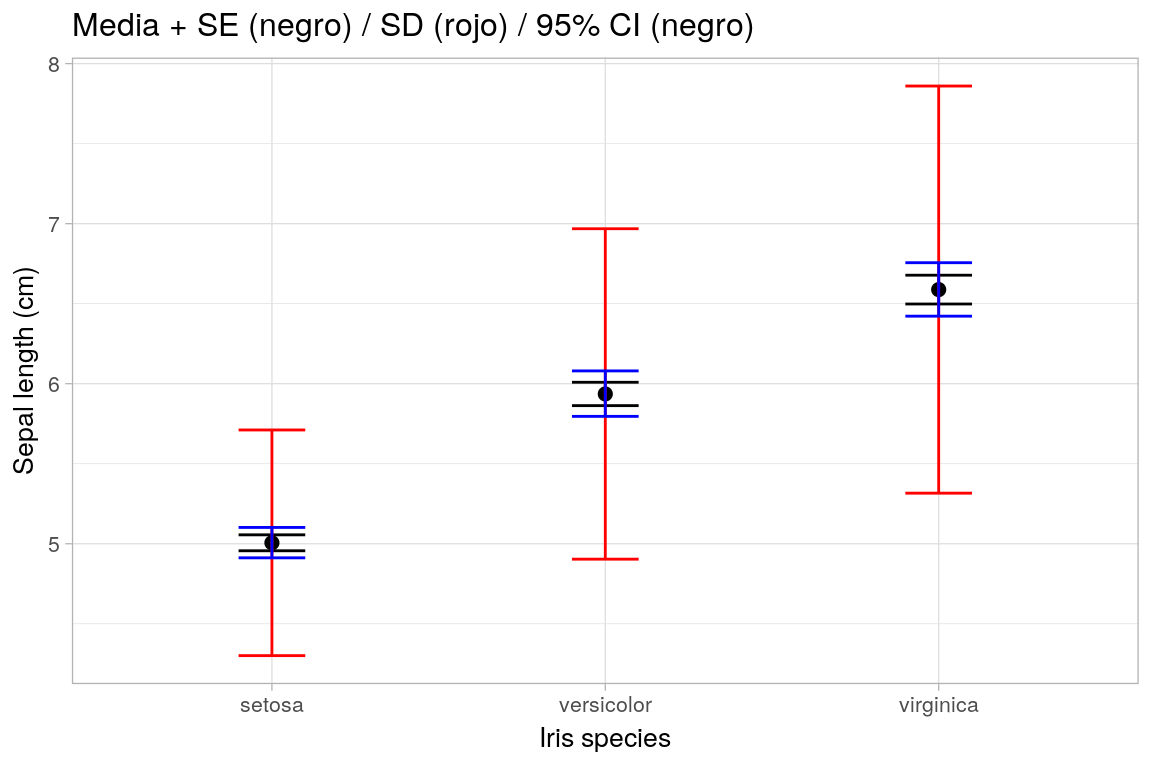 Media + SE (negro) / SD (rojo) / 95% CI (negro)
Sepal length (cm)
8
7
6
5
setosa versicolor virginica
Iris species